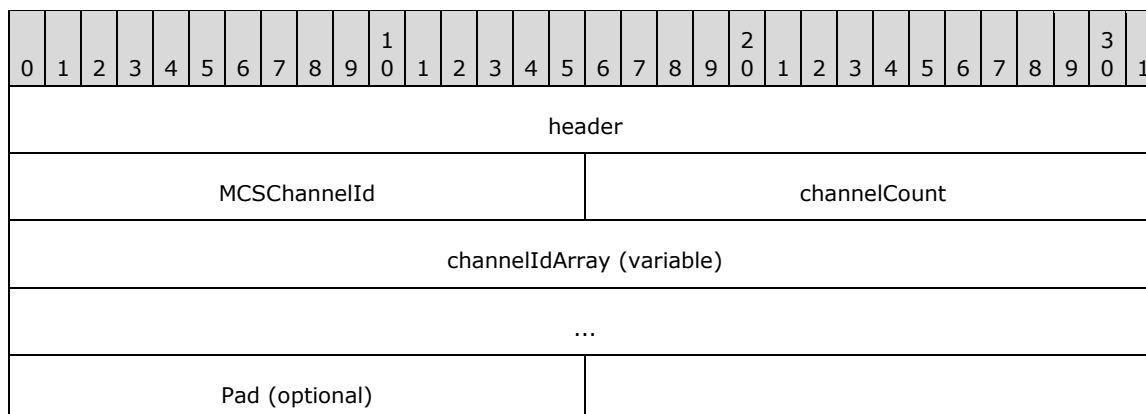 1 2 3
0 1 2 3 4 5 6 7 8 9 0 1 2 3 4 5 6 7 8 9 0 1 2 3 4 5 6 7 8 9 0 1
header
MCSChannelId channelCount
channelIdArray (variable)
...
Pad (optional)